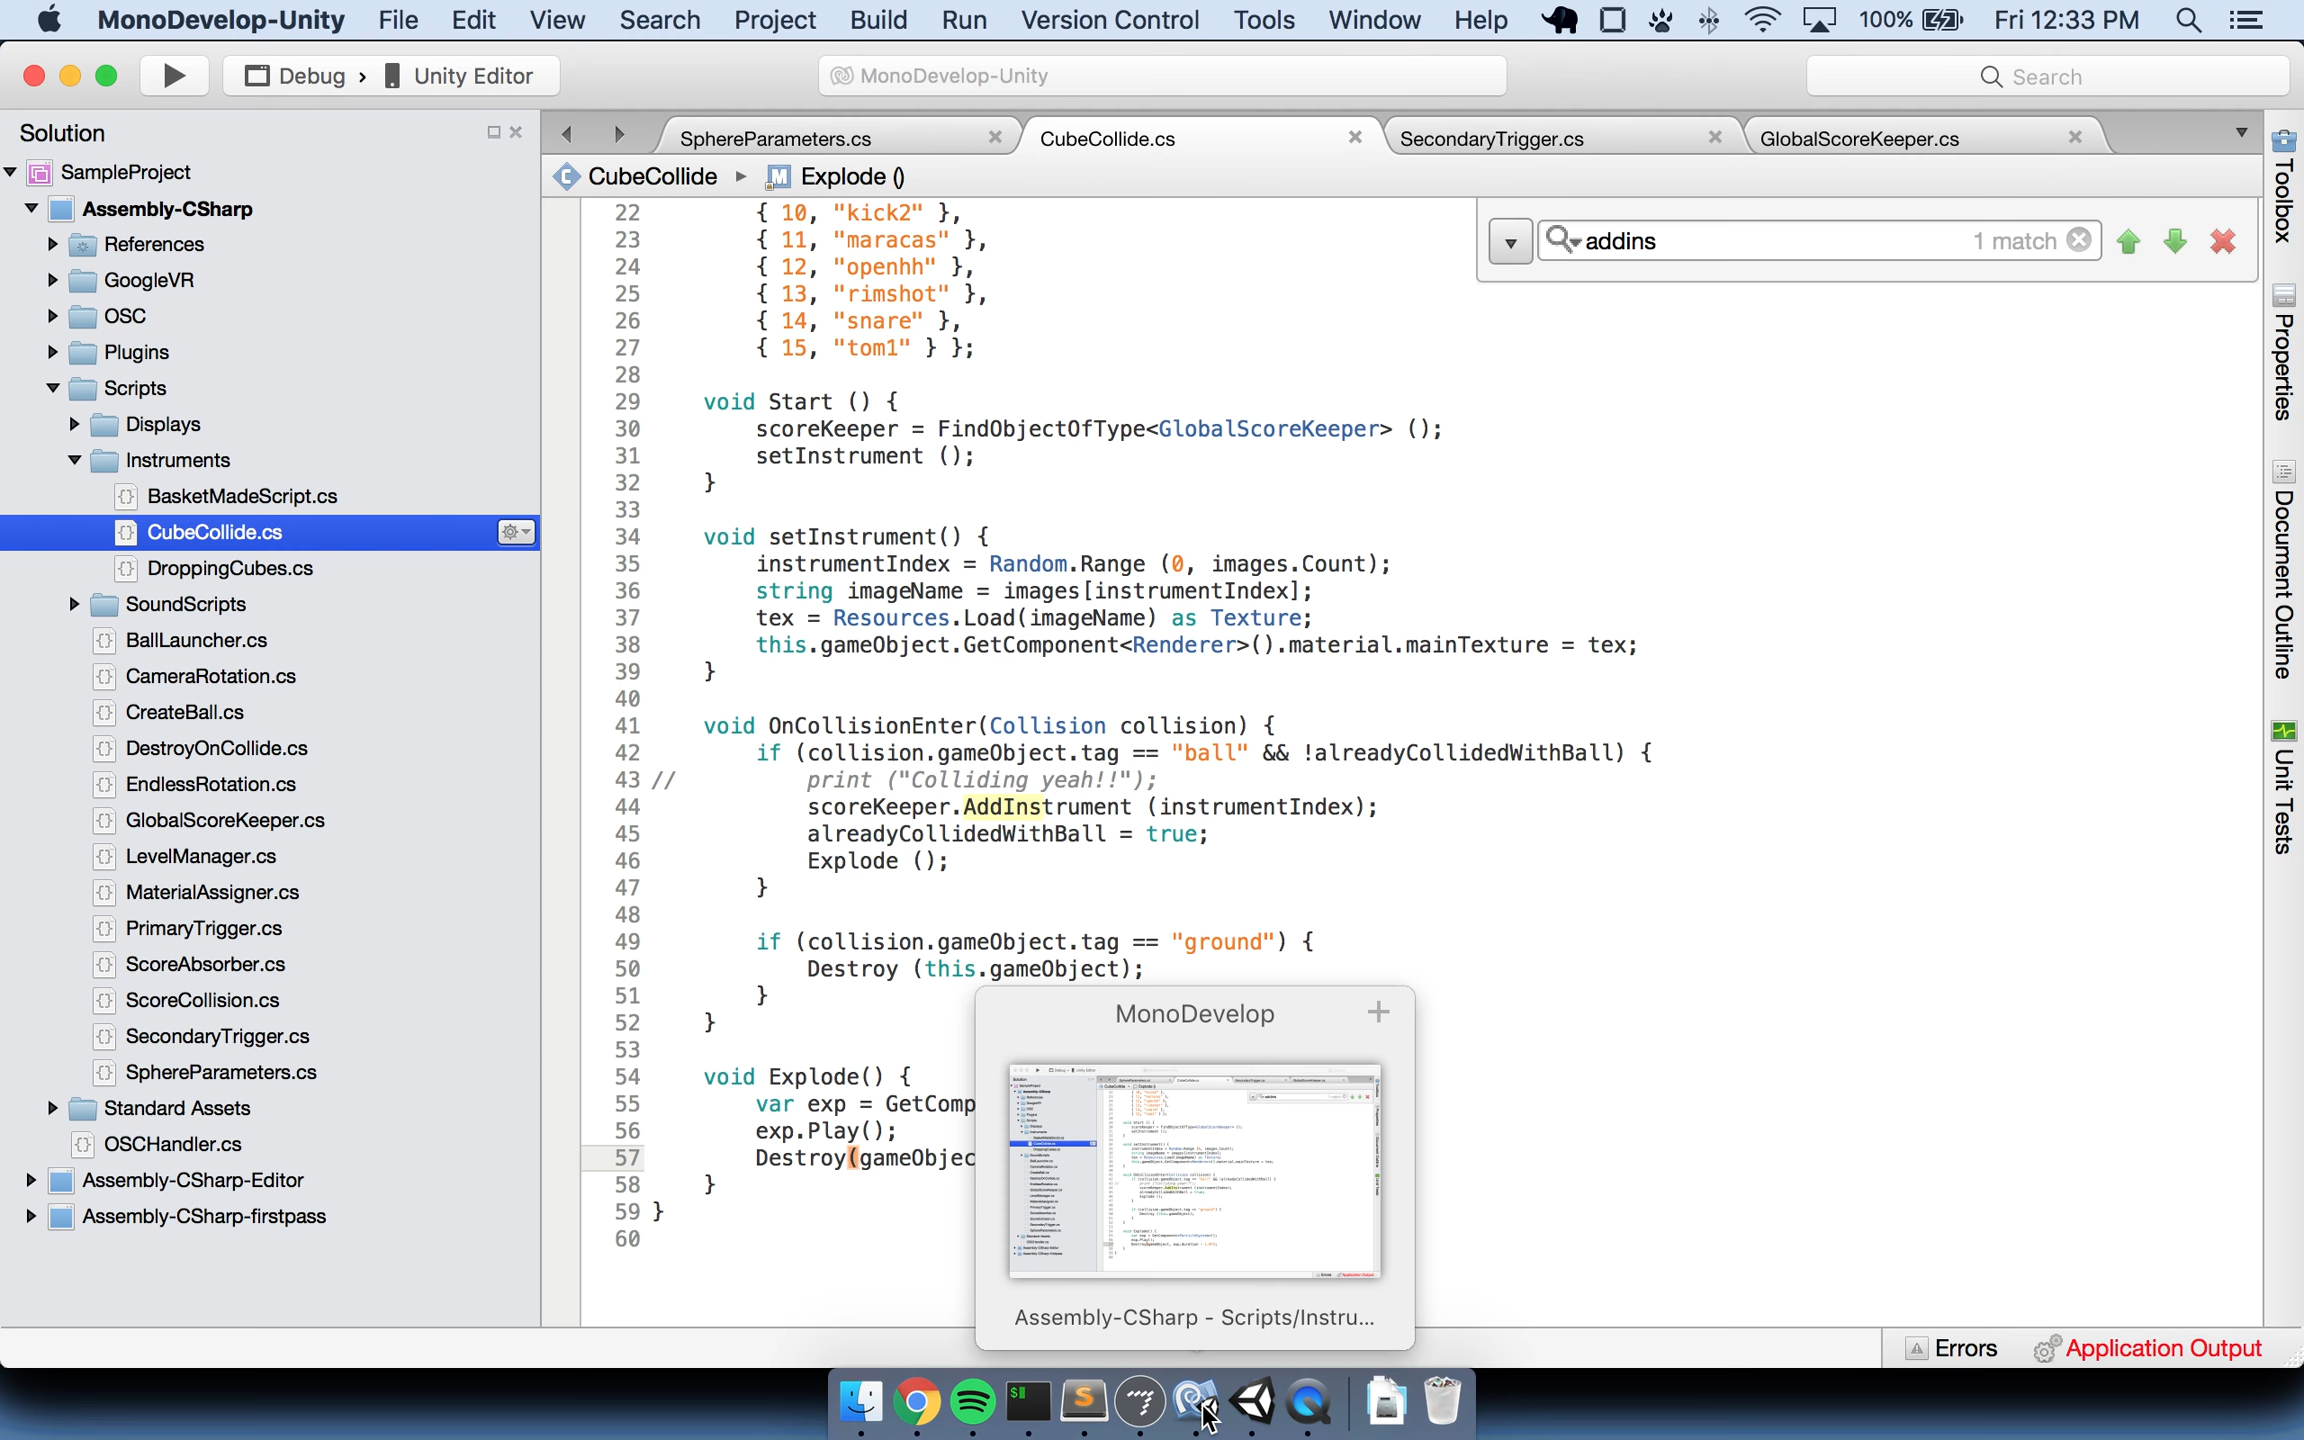 MonoDevelop-Unity File Edit View Search Project Build Run Version Control Tools Window Help 100% Fri 12:33 PM
Debug › Unity Editor MonoDevelop-Unity Search
Solution
SampleProject
Assembly-CSharp
References
GoogleVR
OSC
Plugins
Scripts
Displays
Instruments
BasketMadeScript.cs
CubeCollide.cs
DroppingCubes.cs
SoundScripts
BallLauncher.cs
CameraRotation.cs
CreateBall.cs
DestroyOnCollide.cs
EndlessRotation.cs
GlobalScoreKeeper.cs
LevelManager.cs
MaterialAssigner.cs
PrimaryTrigger.cs
ScoreAbsorber.cs
ScoreCollision.cs
SecondaryTrigger.cs
SphereParameters.cs
Standard Assets
OSCHandler.cs
Assembly-CSharp-Editor
Assembly-CSharp-firstpass
SphereParameters.cs CubeCollide.cs SecondaryTrigger.cs GlobalScoreKeeper.cs
CubeCollide Explode ()
addins 1 match
22 { 10, "kick2" },
23 { 11, "maracas" },
24 { 12, "openhh" },
25 { 13, "rimshot" },
26 { 14, "snare" },
27 { 15, "tom1" } };
28
29 void Start () {
30 scoreKeeper = FindObjectOfType<GlobalScoreKeeper> ();
31 setInstrument ();
32 }
33
34 void setInstrument() {
35 instrumentIndex = Random.Range (0, images.Count);
36 string imageName = images[instrumentIndex];
37 tex = Resources.Load(imageName) as Texture;
38 this.gameObject.GetComponent<Renderer>().material.mainTexture = tex;
39 }
40
41 void OnCollisionEnter(Collision collision) {
42 if (collision.gameObject.tag == "ball" && !alreadyCollidedWithBall) {
43 // print ("Colliding yeah!!");
44 scoreKeeper.AddInstrument (instrumentIndex);
45 alreadyCollidedWithBall = true;
46 Explode ();
47 }
48
49 if (collision.gameObject.tag == "ground") {
50 Destroy (this.gameObject);
51 }
52 }
53
54 void Explode() {
55 var exp = GetComp
56 exp.Play();
57 Destroy(gameObjec
58 }
59 }
60
MonoDevelop +
Assembly-CSharp - Scripts/Instru...
Toolbox
Properties
Document Outline
Unit Tests
Errors Application Output